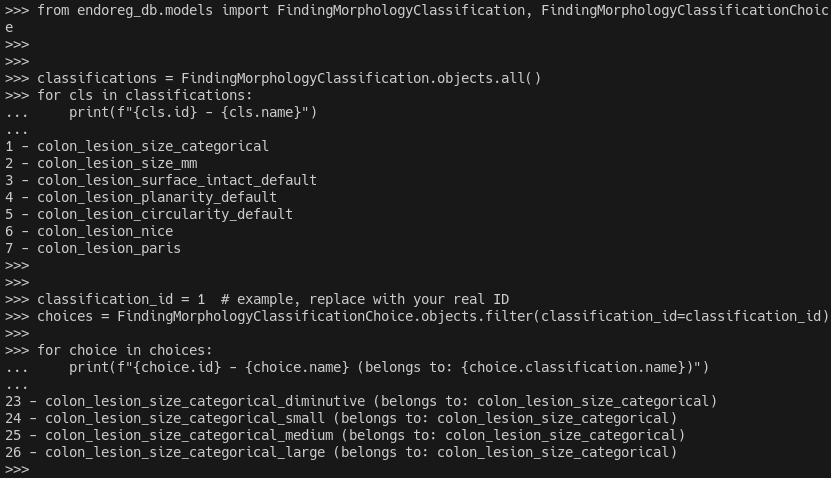 >>> from endoreg_db.models import FindingMorphologyClassification, FindingMorphologyClassificationChoic
e
>>>
>>>
>>> classifications = FindingMorphologyClassification.objects.all()
>>> for cls in classifications:
...     print(f"{cls.id} – {cls.name}")
...
1 – colon_lesion_size_categorical
2 – colon_lesion_size_mm
3 – colon_lesion_surface_intact_default
4 – colon_lesion_planarity_default
5 – colon_lesion_circularity_default
6 – colon_lesion_nice
7 – colon_lesion_paris
>>>
>>>
>>> classification_id = 1  # example, replace with your real ID
>>> choices = FindingMorphologyClassificationChoice.objects.filter(classification_id=classification_id)
>>>
>>> for choice in choices:
...     print(f"{choice.id} – {choice.name} (belongs to: {choice.classification.name})")
...
23 – colon_lesion_size_categorical_diminutive (belongs to: colon_lesion_size_categorical)
24 – colon_lesion_size_categorical_small (belongs to: colon_lesion_size_categorical)
25 – colon_lesion_size_categorical_medium (belongs to: colon_lesion_size_categorical)
26 – colon_lesion_size_categorical_large (belongs to: colon_lesion_size_categorical)
>>>